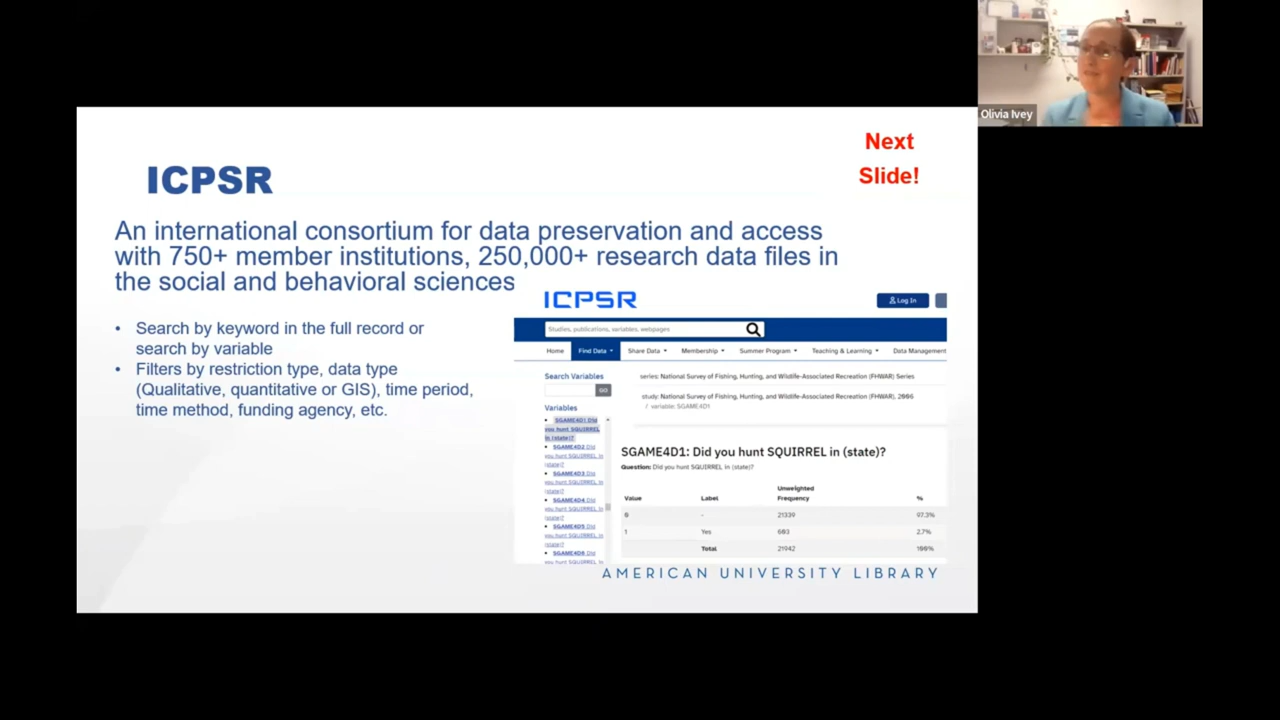 Olivia Ivey
Next
Slide!
ICPSR
An international consortium for data preservation and access
with 750+ member institutions, 250,000+ research data files in
the social and behavioral sciences
• Search by keyword in the full record or
search by variable
• Filters by restriction type, data type
(Qualitative, quantitative or GIS), time period,
time method, funding agency, etc.
ICPSR
Log In
Studies, publications, variables, webpages
Home Find Data Share Data Membership Summer Program Teaching & Learning Data Management
Search Variables
GO
Variables
• SGAME4D1 Did
you hunt SQUIRREL
in (state)?
• SGAME4D2 Did
you hunt SQUIRREL in
(state)?
• SGAME4D3 Did
you hunt SQUIRREL in
(state)?
• SGAME4D4 Did
you hunt SQUIRREL in
(state)?
• SGAME4D5 Did
you hunt SQUIRREL in
(state)?
• SGAME4D6 Did
you hunt SQUIRREL in
series: National Survey of Fishing, Hunting, and Wildlife-Associated Recreation (FHWAR) Series
study: National Survey of Fishing, Hunting, and Wildlife-Associated Recreation (FHWAR), 2006
/ variable: SGAME4D1
SGAME4D1: Did you hunt SQUIRREL in (state)?
Question: Did you hunt SQUIRREL in (state)?
Unweighted
Value Label Frequency %
0 - 21339 97.3%
1 Yes 603 2.7%
Total 21942 100%
AMERICAN UNIVERSITY LIBRARY